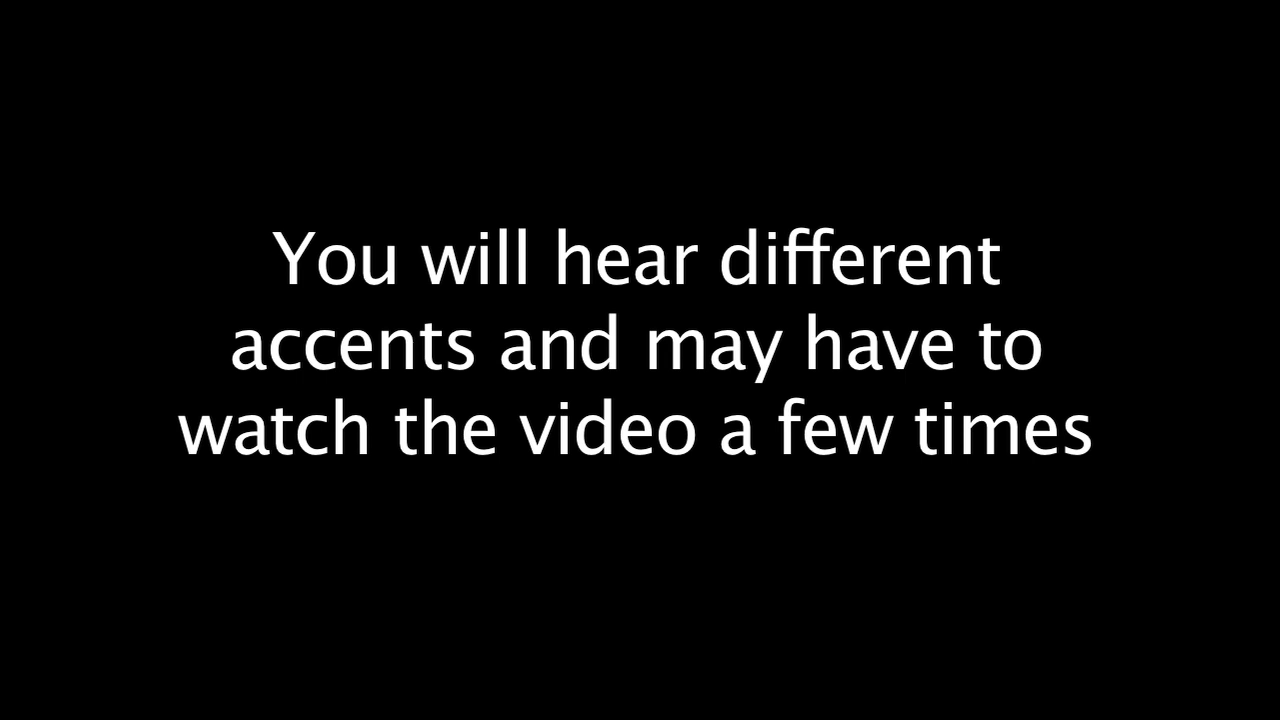 You will hear different
accents and may have to
watch the video a few times